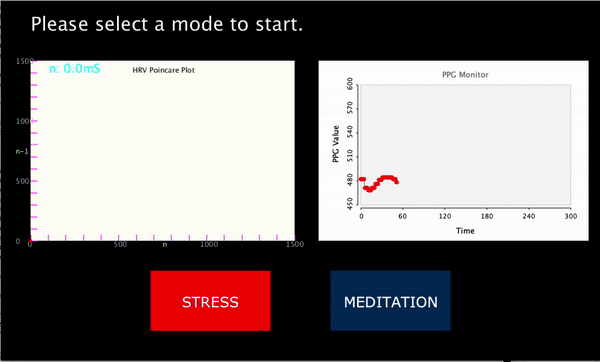 Please select a mode to start.
n: 0.0mS
HRV Poincare Plot
1500
1000
n-1
500
0
0
500
n
1000
1500
PPG Monitor
PPG Value
600
570
540
510
480
450
0
60
120
180
240
300
Time
STRESS
MEDITATION